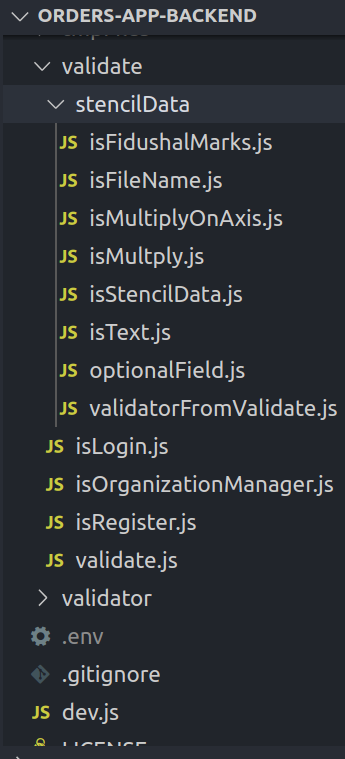 ORDERS-APP-BACKEND
validate
stencilData
JS isFidushalMarks.js
JS isFileName.js
JS isMultiplyOnAxis.js
JS isMultply.js
JS isStencilData.js
JS isText.js
JS optionalField.js
JS validatorFromValidate.js
JS isLogin.js
JS isOrganizationManager.js
JS isRegister.js
JS validate.js
validator
.env
.gitignore
JS dev.js
LICENSE